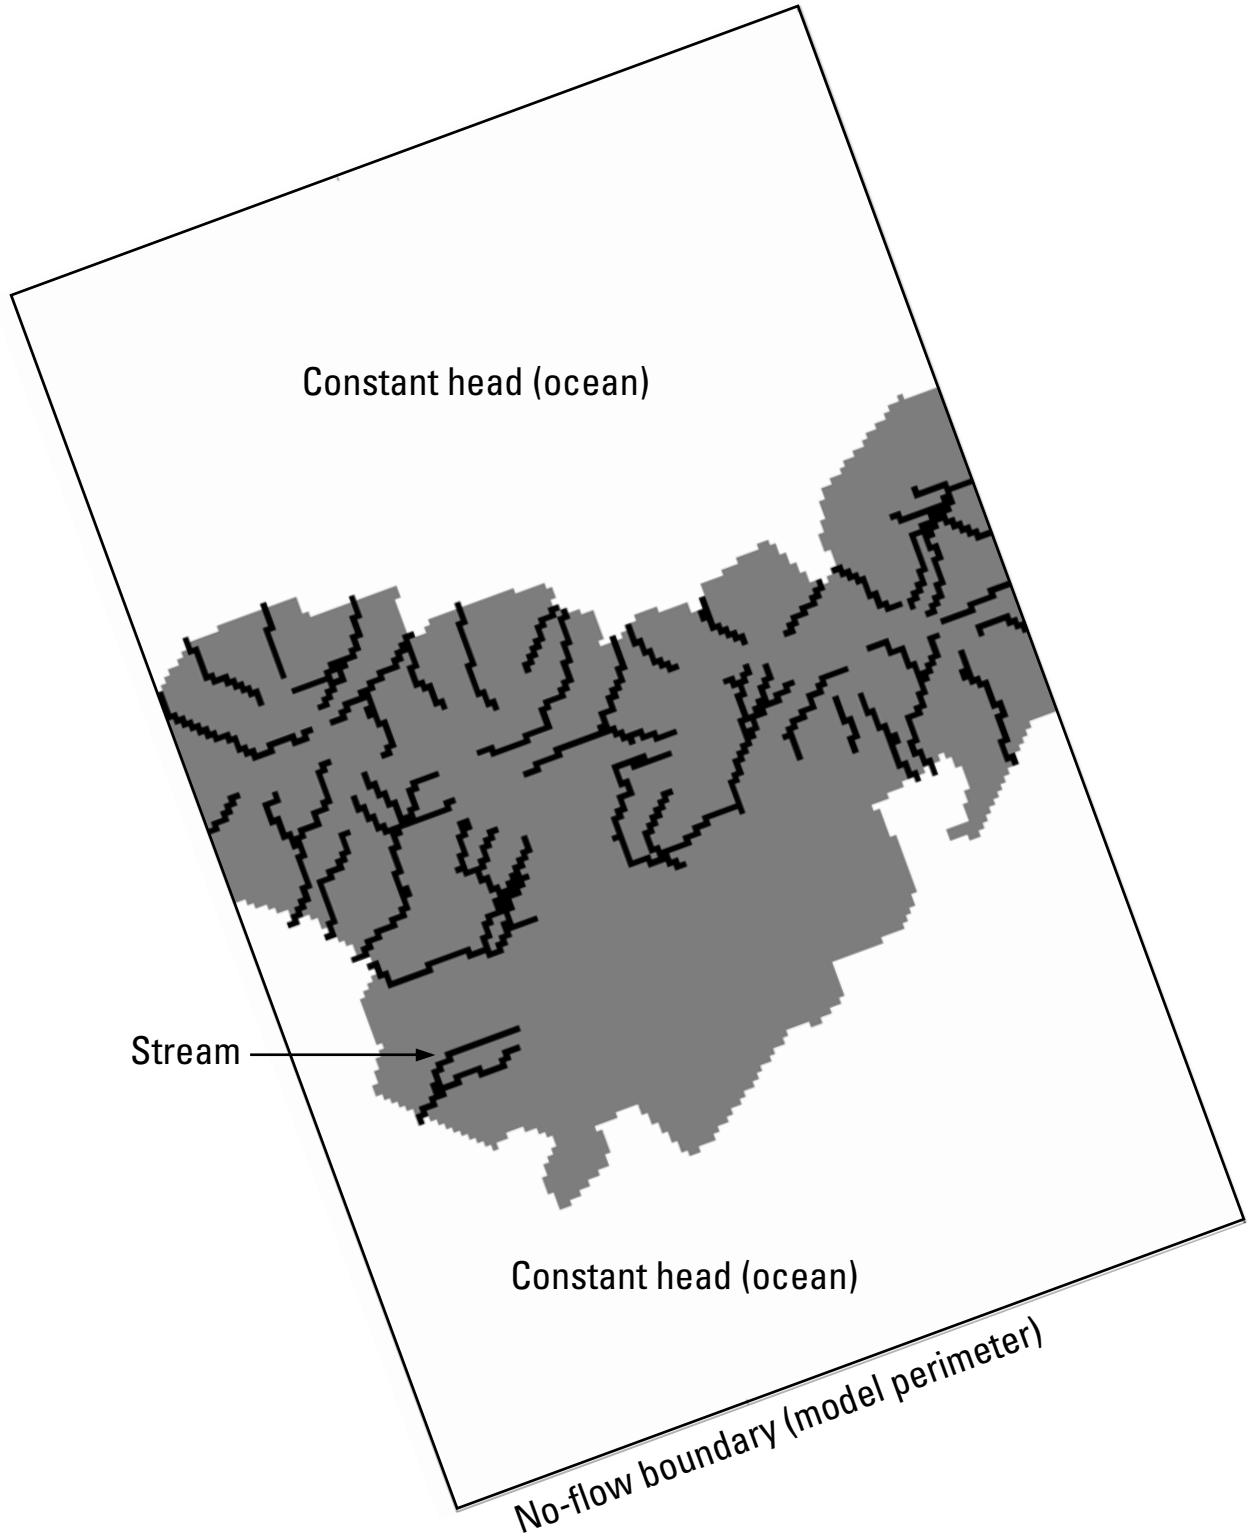 Constant head (ocean)
Stream
Constant head (ocean)
No-flow boundary (model perimeter)